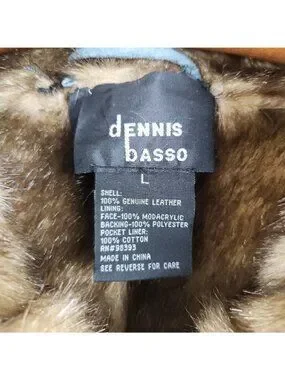 dENNIS
bASSO
L
SHELL:
100% GENUINE LEATHER
LINING:
FACE-100% MODACRYLIC
BACKING-100% POLYESTER
POCKET LINER:
100% COTTON
RN#98393
MADE IN CHINA
SEE REVERSE FOR CARE